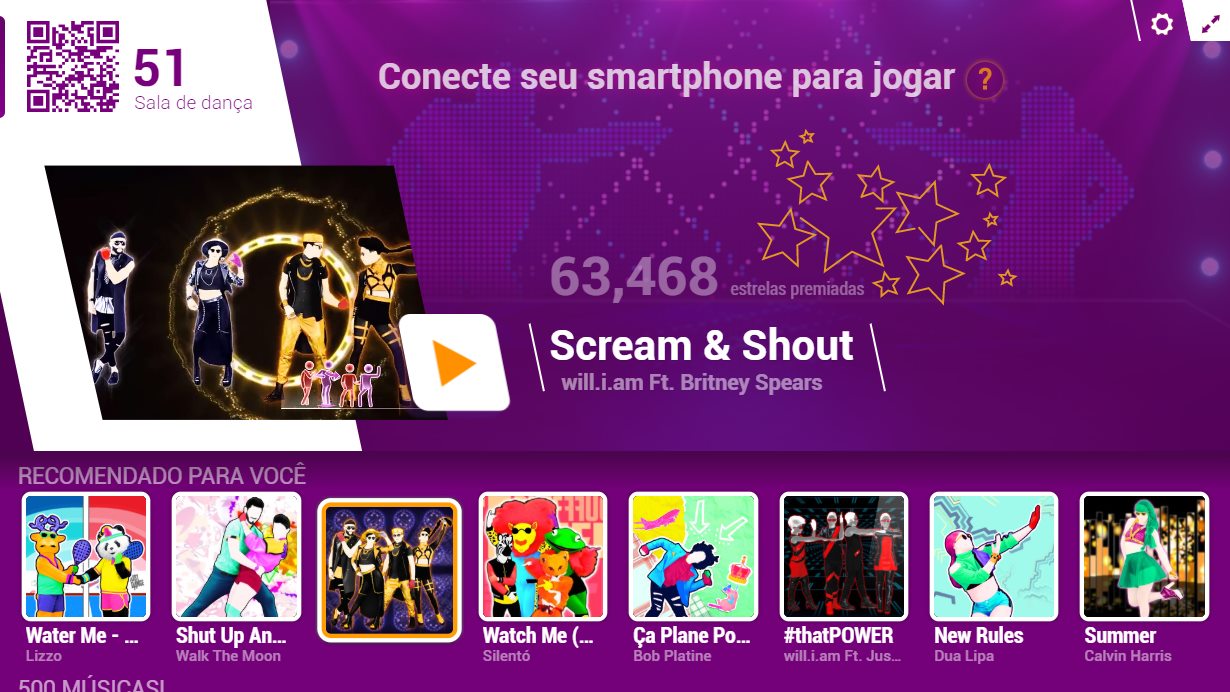 51
Sala de dança
Conecte seu smartphone para jogar ?
63,468 estrelas premiadas
Scream & Shout
will.i.am Ft. Britney Spears
RECOMENDADO PARA VOCÊ
Water Me - ...
Lizzo
Shut Up An...
Walk The Moon
Watch Me (...
Silentó
Ça Plane Po...
Bob Platine
#thatPOWER
will.i.am Ft. Jus...
New Rules
Dua Lipa
Summer
Calvin Harris
500 MÚSICAS!